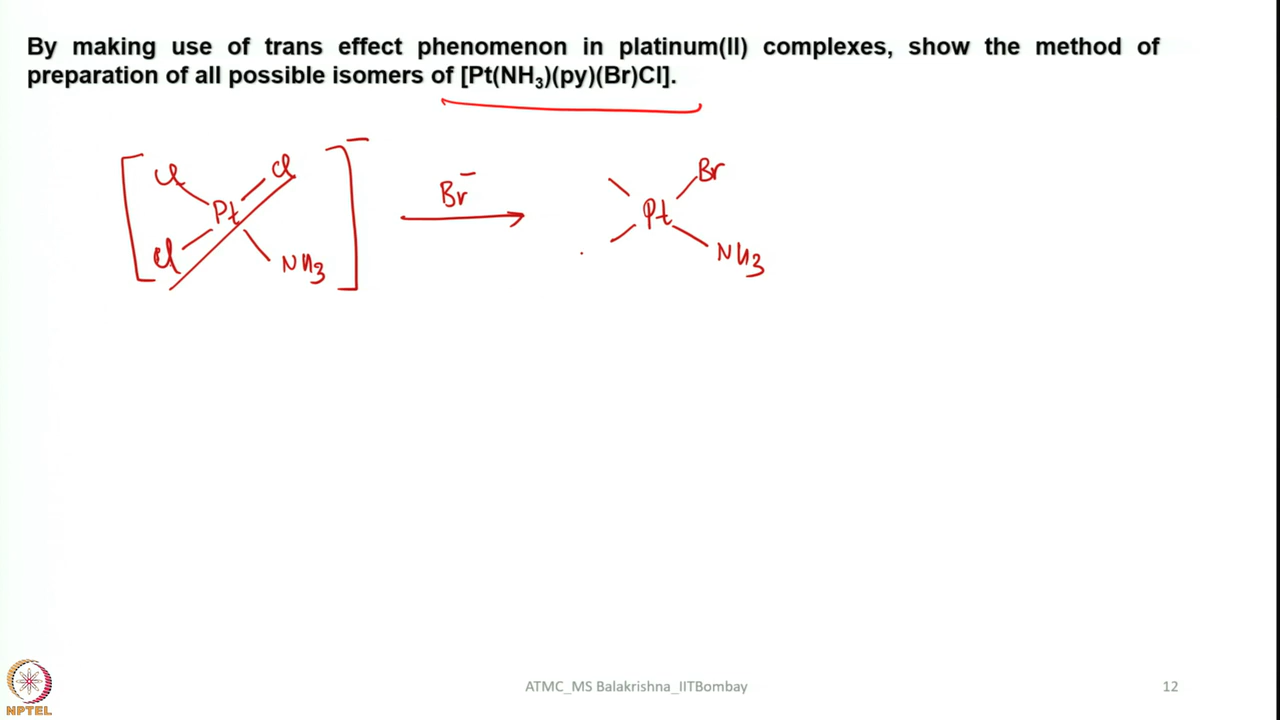 By making use of trans effect phenomenon in platinum(II) complexes, show the method of
preparation of all possible isomers of [Pt(NH₃)(py)(Br)Cl].
Cl Cl
Pt
Cl NH₃
−
Br⁻
Br
Pt
NH₃
NPTEL
ATMC_MS Balakrishna_IITBombay
12